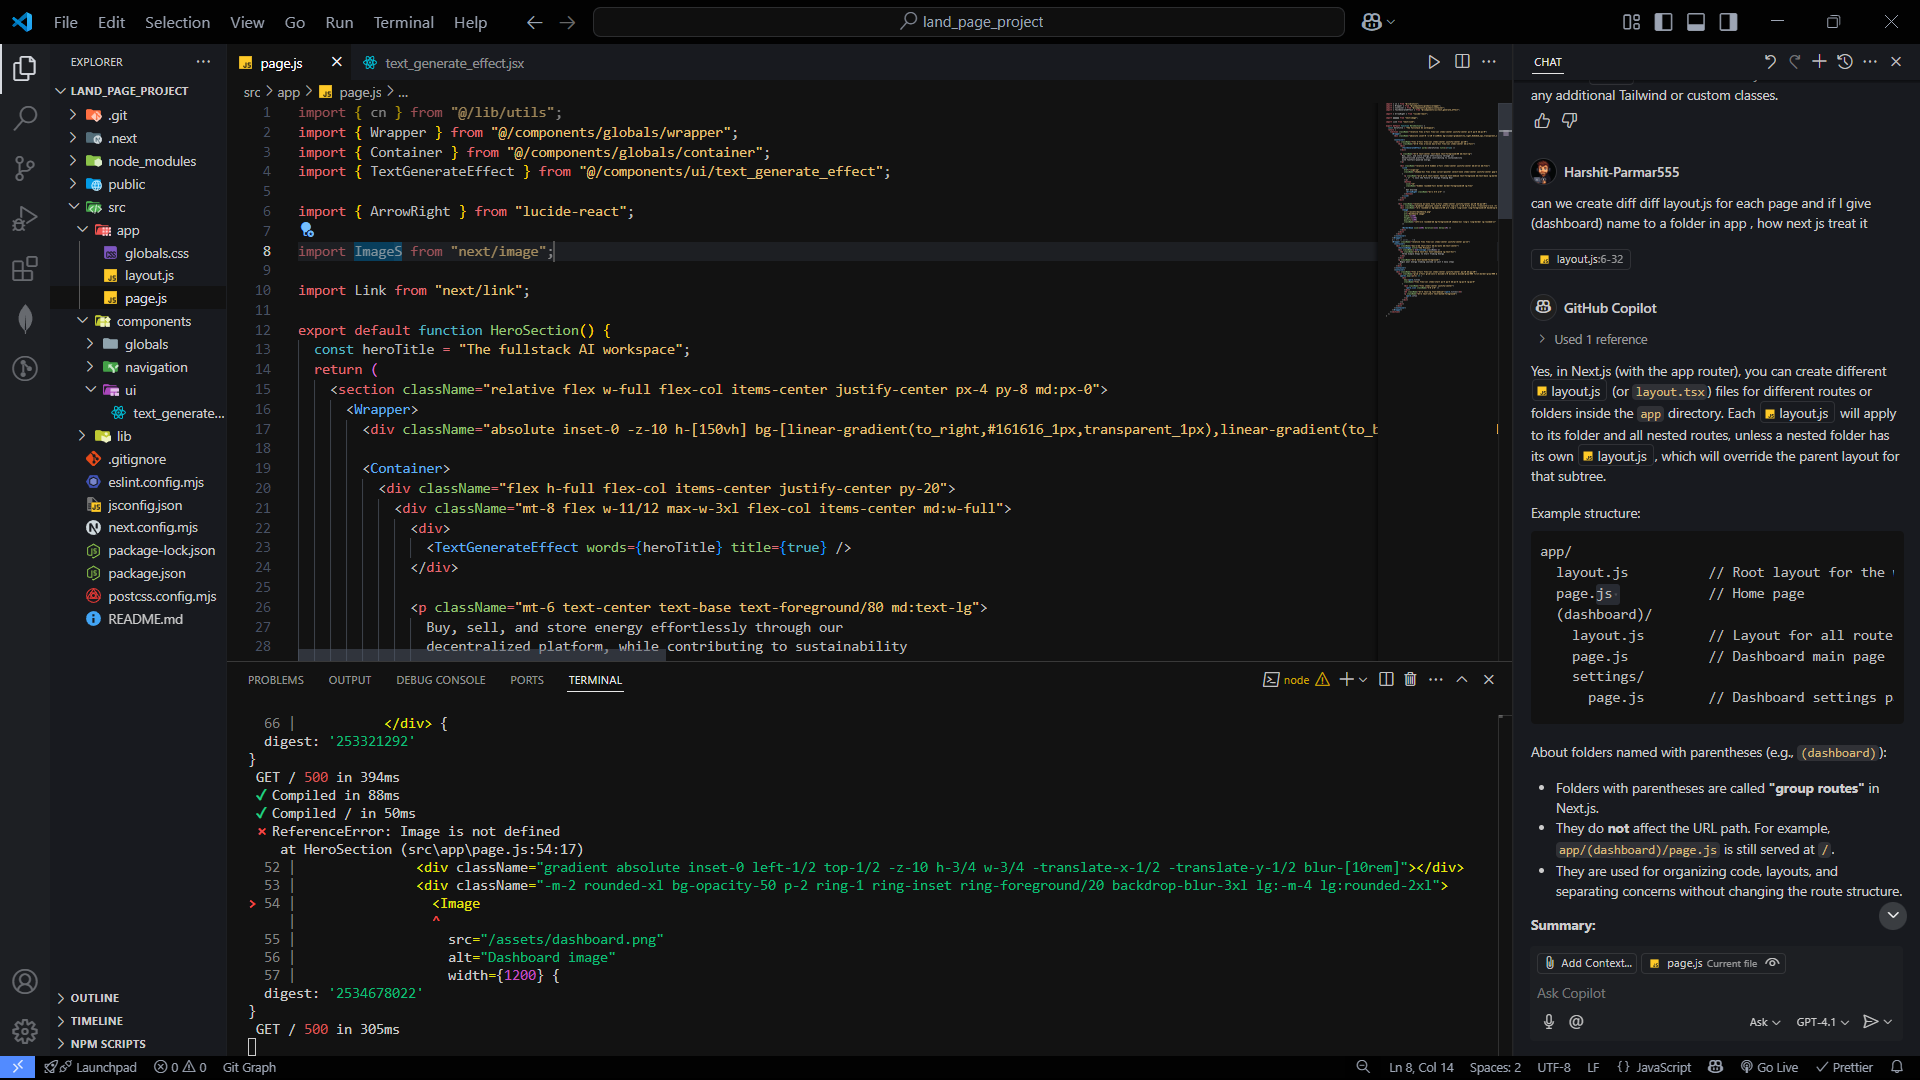 File Edit Selection View Go Run Terminal Help
land_page_project
EXPLORER
LAND_PAGE_PROJECT
.git
.next
node_modules
public
src
app
globals.css
layout.js
page.js
components
globals
navigation
ui
text_generate...
lib
.gitignore
eslint.config.mjs
jsconfig.json
next.config.mjs
package-lock.json
package.json
postcss.config.mjs
README.md
OUTLINE
TIMELINE
NPM SCRIPTS
page.js text_generate_effect.jsx
src > app > page.js > ...
1 import { cn } from "@/lib/utils";
2 import { Wrapper } from "@/components/globals/wrapper";
3 import { Container } from "@/components/globals/container";
4 import { TextGenerateEffect } from "@/components/ui/text_generate_effect";
5
6 import { ArrowRight } from "lucide-react";
7
8 import ImageS from "next/image";
9
10 import Link from "next/link";
11
12 export default function HeroSection() {
13 const heroTitle = "The fullstack AI workspace";
14 return (
15 <section className="relative flex w-full flex-col items-center justify-center px-4 py-8 md:px-0">
16 <Wrapper>
17 <div className="absolute inset-0 -z-10 h-[150vh] bg-[linear-gradient(to_right,#161616_1px,transparent_1px),linear-gradient(to_b
18
19 <Container>
20 <div className="flex h-full flex-col items-center justify-center py-20">
21 <div className="mt-8 flex w-11/12 max-w-3xl flex-col items-center md:w-full">
22 <div>
23 <TextGenerateEffect words={heroTitle} title={true} />
24 </div>
25
26 <p className="mt-6 text-center text-base text-foreground/80 md:text-lg">
27 Buy, sell, and store energy effortlessly through our
28 decentralized platform, while contributing to sustainability
PROBLEMS OUTPUT DEBUG CONSOLE PORTS TERMINAL
node
66 | </div> {
digest: '253321292'
}
GET / 500 in 394ms
✓ Compiled in 88ms
✓ Compiled / in 50ms
⨯ ReferenceError: Image is not defined
at HeroSection (src\app\page.js:54:17)
52 | <div className="gradient absolute inset-0 left-1/2 top-1/2 -z-10 h-3/4 w-3/4 -translate-x-1/2 -translate-y-1/2 blur-[10rem]"></div>
53 | <div className="-m-2 rounded-xl bg-opacity-50 p-2 ring-1 ring-inset ring-foreground/20 backdrop-blur-3xl lg:-m-4 lg:rounded-2xl">
> 54 | <Image
| ^
55 | src="/assets/dashboard.png"
56 | alt="Dashboard image"
57 | width={1200} {
digest: '2534678022'
}
GET / 500 in 305ms
CHAT
any additional Tailwind or custom classes.
Harshit-Parmar555
can we create diff diff layout.js for each page and if I give
(dashboard) name to a folder in app , how next js treat it
layout.js:6-32
GitHub Copilot
Used 1 reference
Yes, in Next.js (with the app router), you can create different
layout.js (or layout.tsx) files for different routes or
folders inside the app directory. Each layout.js will apply
to its folder and all nested routes, unless a nested folder has
its own layout.js , which will override the parent layout for
that subtree.
Example structure:
app/
layout.js // Root layout for the
page.js // Home page
(dashboard)/
layout.js // Layout for all route
page.js // Dashboard main page
settings/
page.js // Dashboard settings p
About folders named with parentheses (e.g., (dashboard)):
• Folders with parentheses are called "group routes" in
Next.js.
• They do not affect the URL path. For example,
app/(dashboard)/page.js is still served at / .
• They are used for organizing code, layouts, and
separating concerns without changing the route structure.
Summary:
Add Context... page.js Current file
Ask Copilot
@ Ask GPT-4.1
Launchpad 0 0 Git Graph Ln 8, Col 14 Spaces: 2 UTF-8 LF {} JavaScript Go Live Prettier